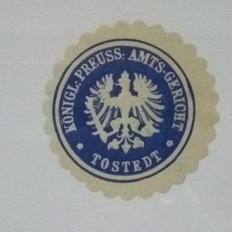 KÖNIGL: PREUSS: AMTS-GERICHT
• TOSTEDT •